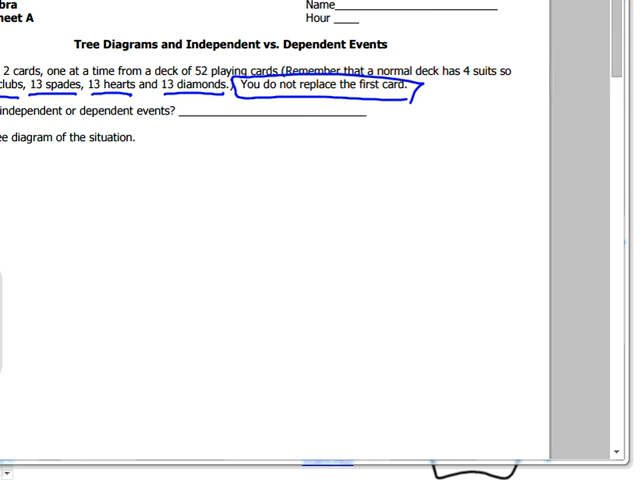 bra
Name
neet A
Hour
Tree Diagrams and Independent vs. Dependent Events
2 cards, one at a time from a deck of 52 playing cards (Remember that a normal deck has 4 suits so
clubs, 13 spades, 13 hearts and 13 diamonds.) You do not replace the first card.
independent or dependent events?
ee diagram of the situation.